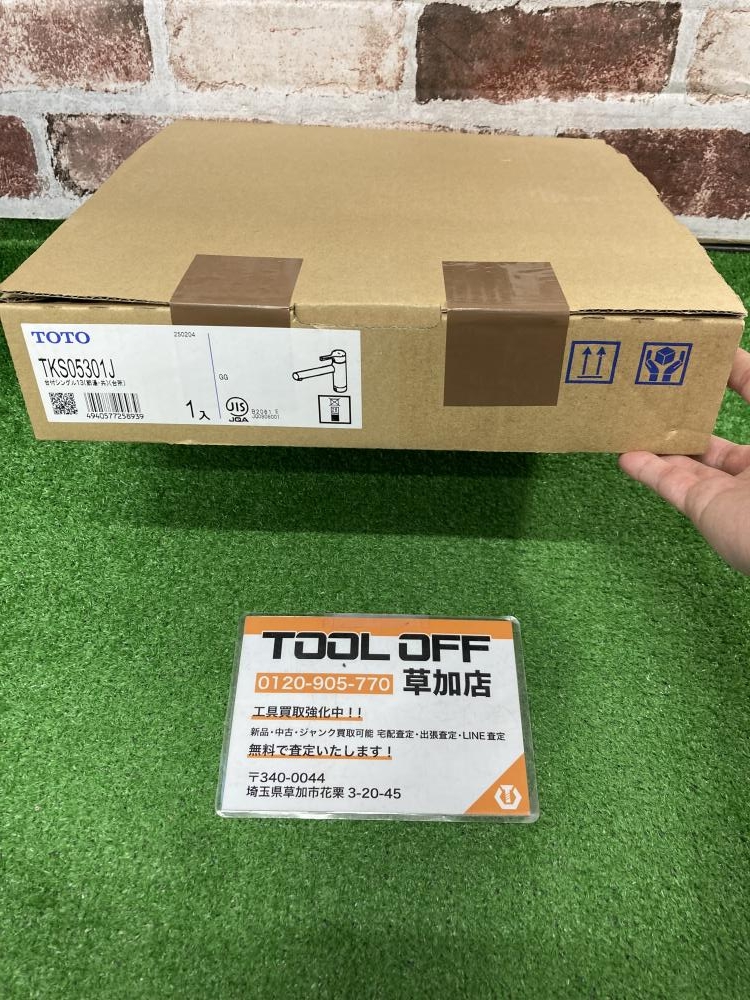 TOTO
250204
TKS05301J
台付シングル13(節湯・共)(台所)
GG
4940577258939
1入
JIS
JGA
TOOL OFF
0120-905-770 草加店
工具買取強化中！！
新品・中古・ジャンク買取可能 宅配査定・出張査定・LINE査定
無料で査定いたします！
〒340-0044
埼玉県草加市花栗 3-20-45